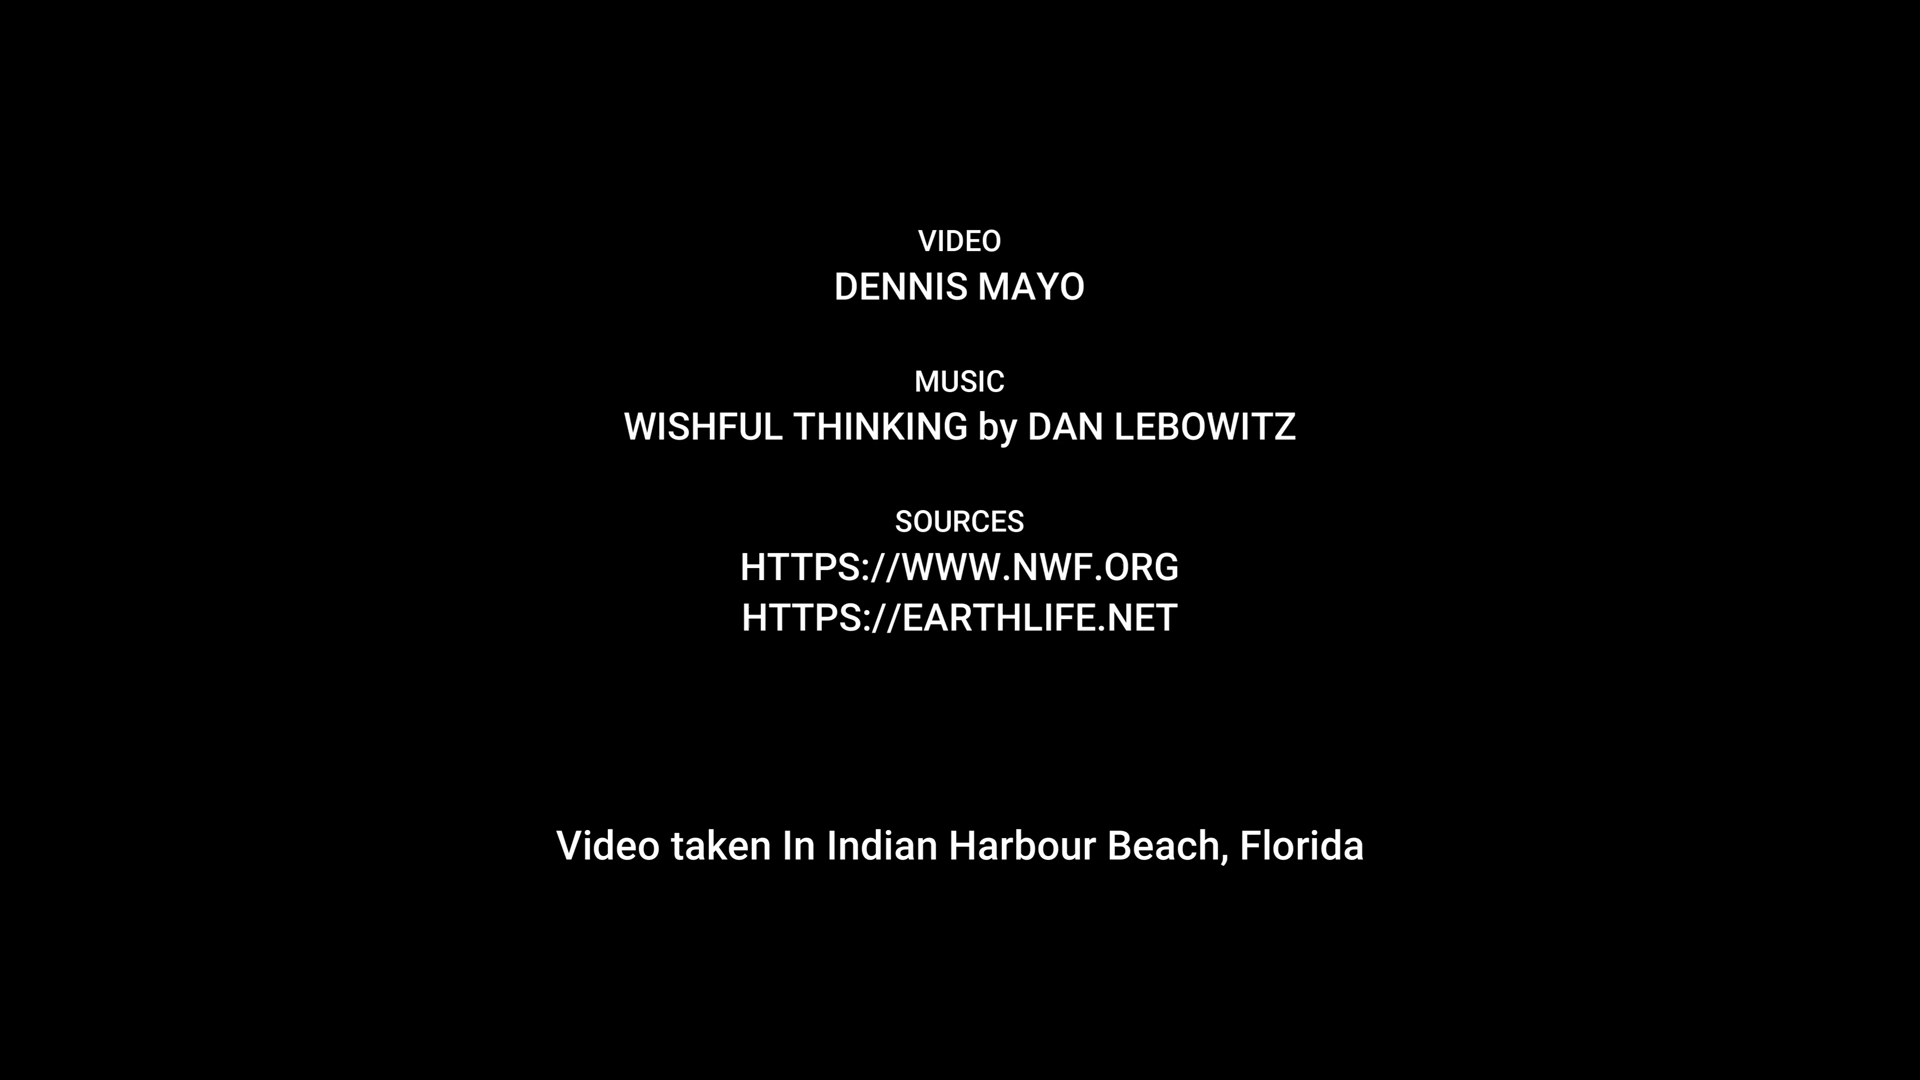 VIDEO
DENNIS MAYO
MUSIC
WISHFUL THINKING by DAN LEBOWITZ
SOURCES
HTTPS://WWW.NWF.ORG
HTTPS://EARTHLIFE.NET
Video taken In Indian Harbour Beach, Florida